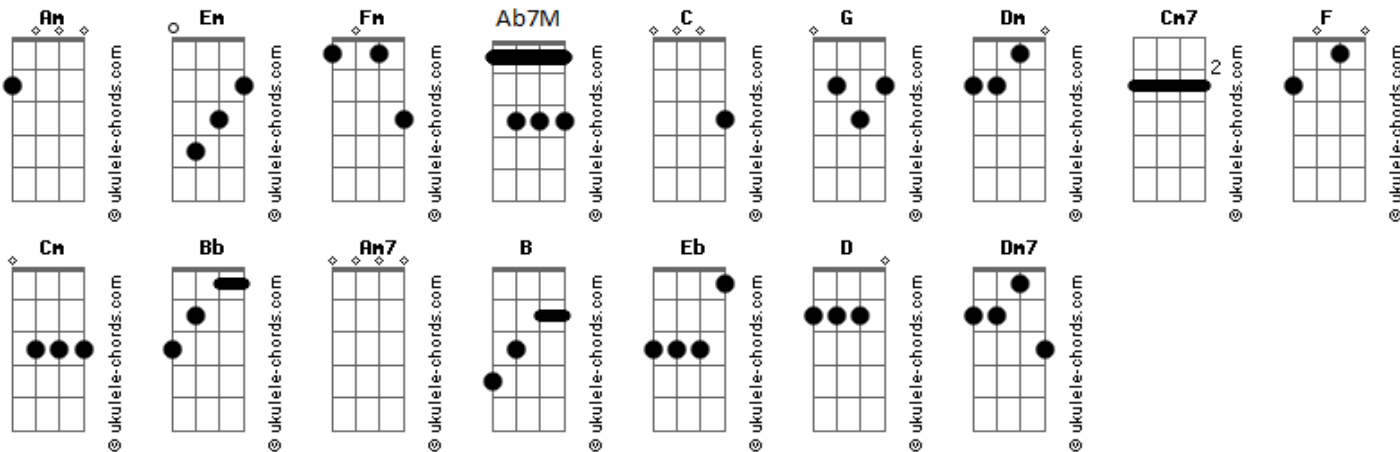 Am Em Fm Ab7M C G Dm Cm7 F
2
© ukulele-chords.com © ukulele-chords.com © ukulele-chords.com © ukulele-chords.com © ukulele-chords.com © ukulele-chords.com © ukulele-chords.com © ukulele-chords.com © ukulele-chords.com
Cm Bb Am7 B Eb D Dm7
© ukulele-chords.com © ukulele-chords.com © ukulele-chords.com © ukulele-chords.com © ukulele-chords.com © ukulele-chords.com © ukulele-chords.com